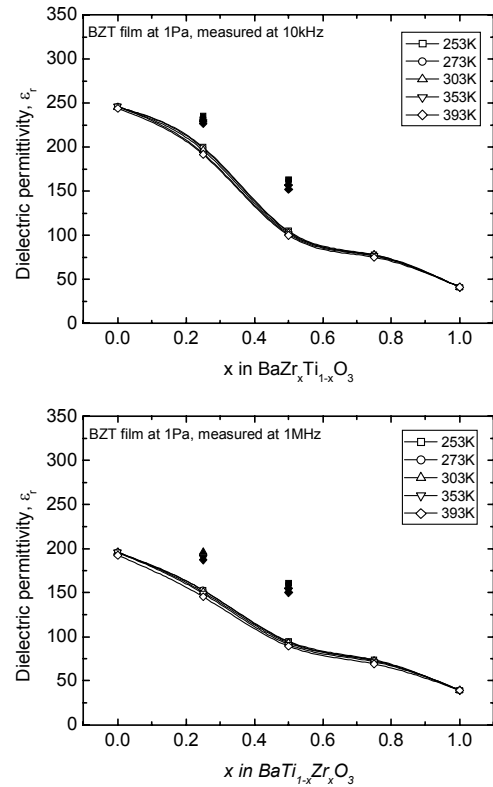 BZT film at 1Pa, measured at 10kHz
253K
273K
303K
353K
393K
Dielectric permittivity, εᵣ
350
300
250
200
150
100
50
0
0.0 0.2 0.4 0.6 0.8 1.0
x in BaZrₓTi₁₋ₓO₃
BZT film at 1Pa, measured at 1MHz
253K
273K
303K
353K
393K
Dielectric permittivity, εᵣ
350
300
250
200
150
100
50
0
0.0 0.2 0.4 0.6 0.8 1.0
x in BaTi₁₋ₓZrₓO₃